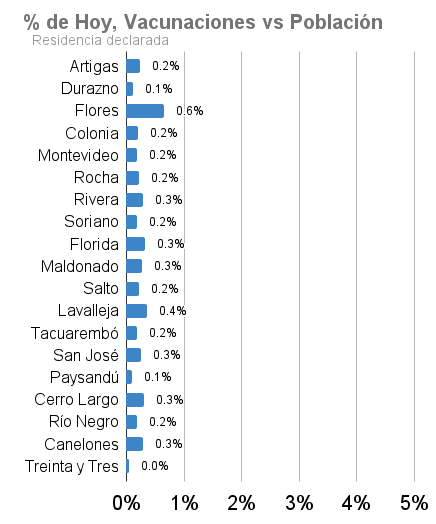 % de Hoy, Vacunaciones vs Población
Residencia declarada
Artigas 0.2%
Durazno 0.1%
Flores 0.6%
Colonia 0.2%
Montevideo 0.2%
Rocha 0.2%
Rivera 0.3%
Soriano 0.2%
Florida 0.3%
Maldonado 0.3%
Salto 0.2%
Lavalleja 0.4%
Tacuarembó 0.2%
San José 0.3%
Paysandú 0.1%
Cerro Largo 0.3%
Río Negro 0.2%
Canelones 0.3%
Treinta y Tres 0.0%
0% 1% 2% 3% 4% 5%